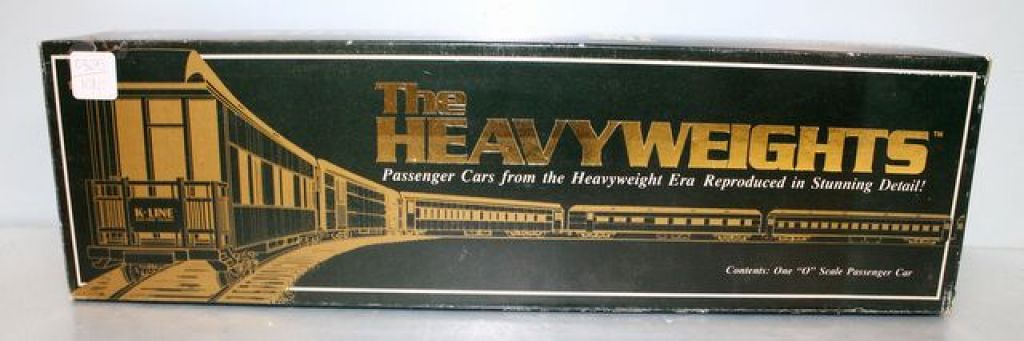 The
HEAVYWEIGHTS™
Passenger Cars from the Heavyweight Era Reproduced in Stunning Detail!
K-LINE
Contents: One "O" Scale Passenger Car